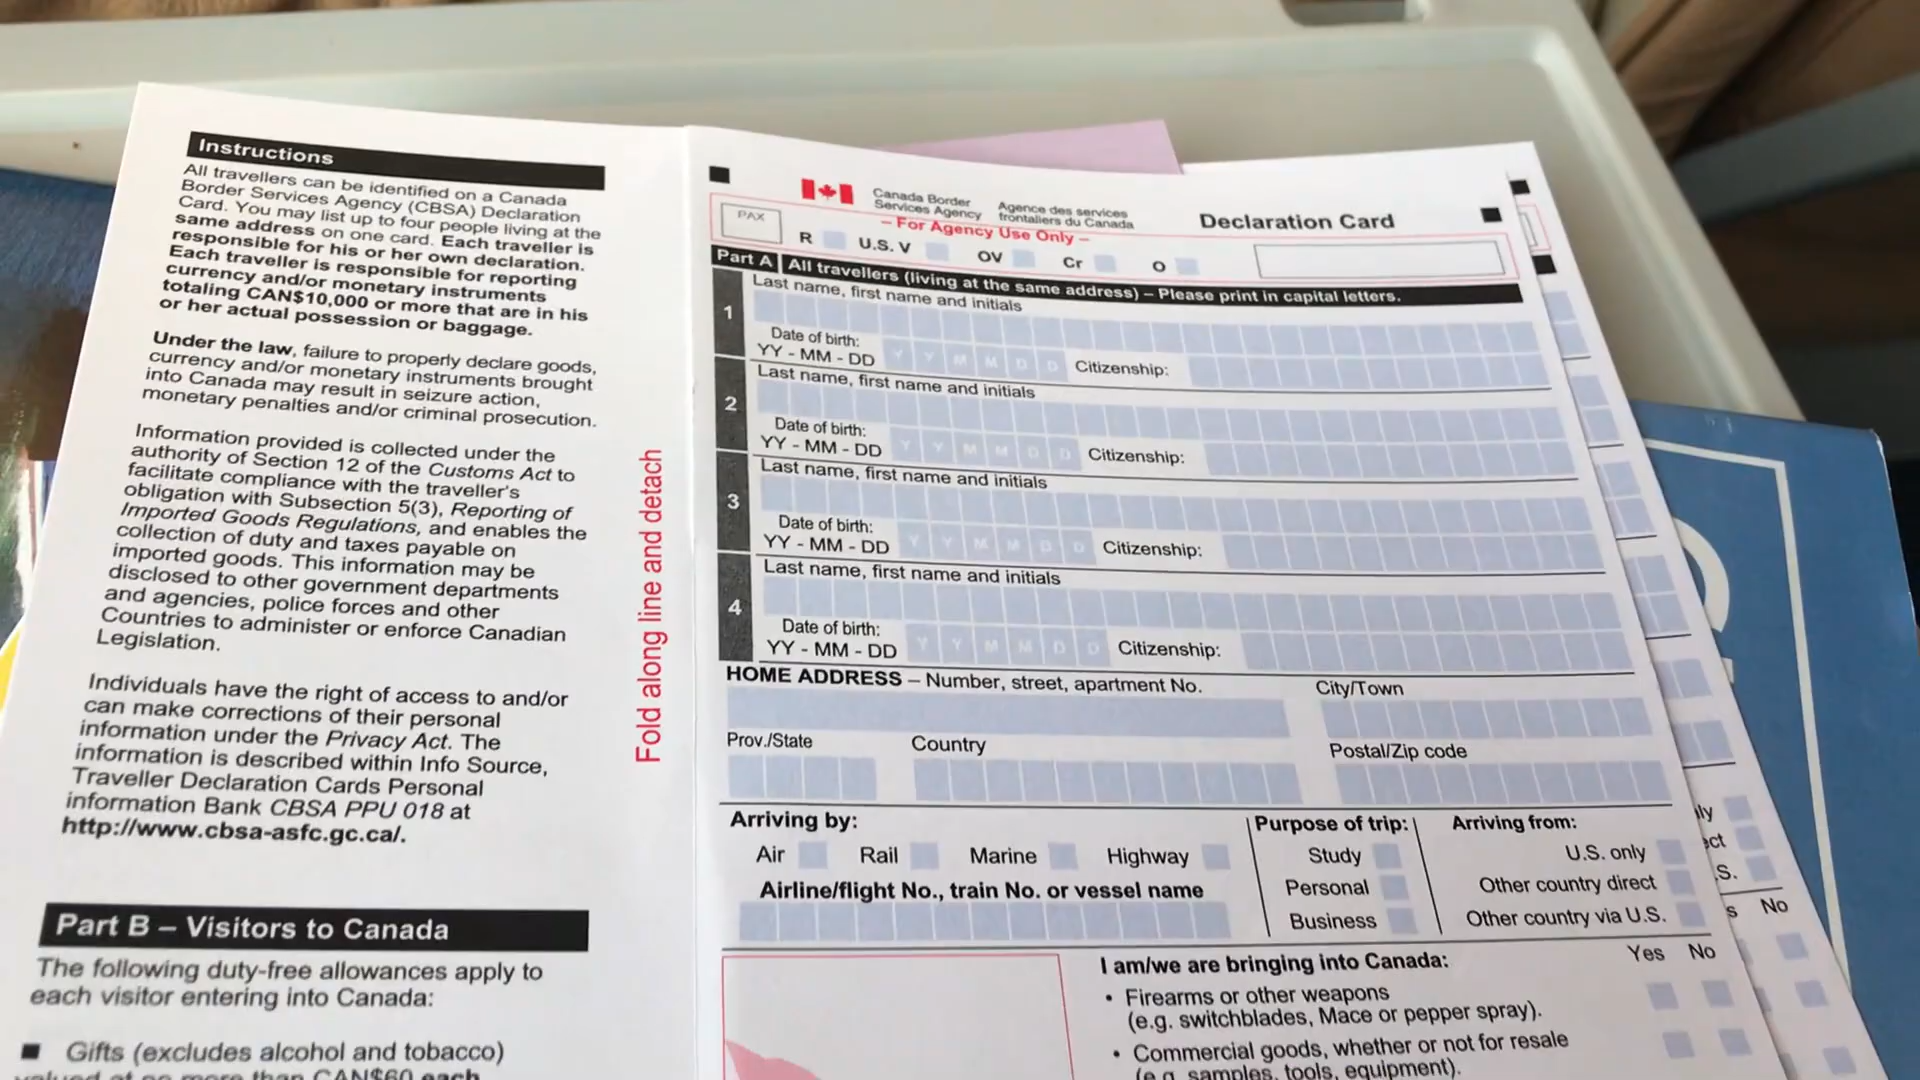 Instructions
All travellers can be identified on a Canada
Border Services Agency (CBSA) Declaration
Card. You may list up to four people living at the
same address on one card. Each traveller is
responsible for his or her own declaration.
Each traveller is responsible for reporting
currency and/or monetary instruments
totaling CAN$10,000 or more that are in his
or her actual possession or baggage.
Under the law, failure to properly declare goods,
currency and/or monetary instruments brought
into Canada may result in seizure action,
monetary penalties and/or criminal prosecution.
Information provided is collected under the
authority of Section 12 of the Customs Act to
facilitate compliance with the traveller's
obligation with Subsection 5(3), Reporting of
Imported Goods Regulations, and enables the
collection of duty and taxes payable on
imported goods. This information may be
disclosed to other government departments
and agencies, police forces and other
Countries to administer or enforce Canadian
Legislation.
Individuals have the right of access to and/or
can make corrections of their personal
information under the Privacy Act. The
information is described within Info Source,
Traveller Declaration Cards Personal
information Bank CBSA PPU 018 at
http://www.cbsa-asfc.gc.ca/.
Part B – Visitors to Canada
The following duty-free allowances apply to
each visitor entering into Canada:
Gifts (excludes alcohol and tobacco)
valued at no more than CAN$60 each
Fold along line and detach
Canada Border
Services Agency
Agence des services
frontaliers du Canada
Declaration Card
PAX
– For Agency Use Only –
R U.S. V OV Cr O
Part A All travellers (living at the same address) – Please print in capital letters.
1
Last name, first name and initials
Date of birth:
YY - MM - DD Y Y M M D D Citizenship:
2
Last name, first name and initials
Date of birth:
YY - MM - DD Y Y M M D D Citizenship:
3
Last name, first name and initials
Date of birth:
YY - MM - DD Y Y M M D D Citizenship:
4
Last name, first name and initials
Date of birth:
YY - MM - DD Y Y M M D D Citizenship:
HOME ADDRESS – Number, street, apartment No. City/Town
Prov./State Country Postal/Zip code
Arriving by:
Air Rail Marine Highway
Airline/flight No., train No. or vessel name
Purpose of trip:
Study
Personal
Business
Arriving from:
U.S. only
Other country direct
Other country via U.S.
I am/we are bringing into Canada: Yes No
• Firearms or other weapons
(e.g. switchblades, Mace or pepper spray).
• Commercial goods, whether or not for resale
(e.g. samples, tools, equipment).
ly
ect
.S.
s No